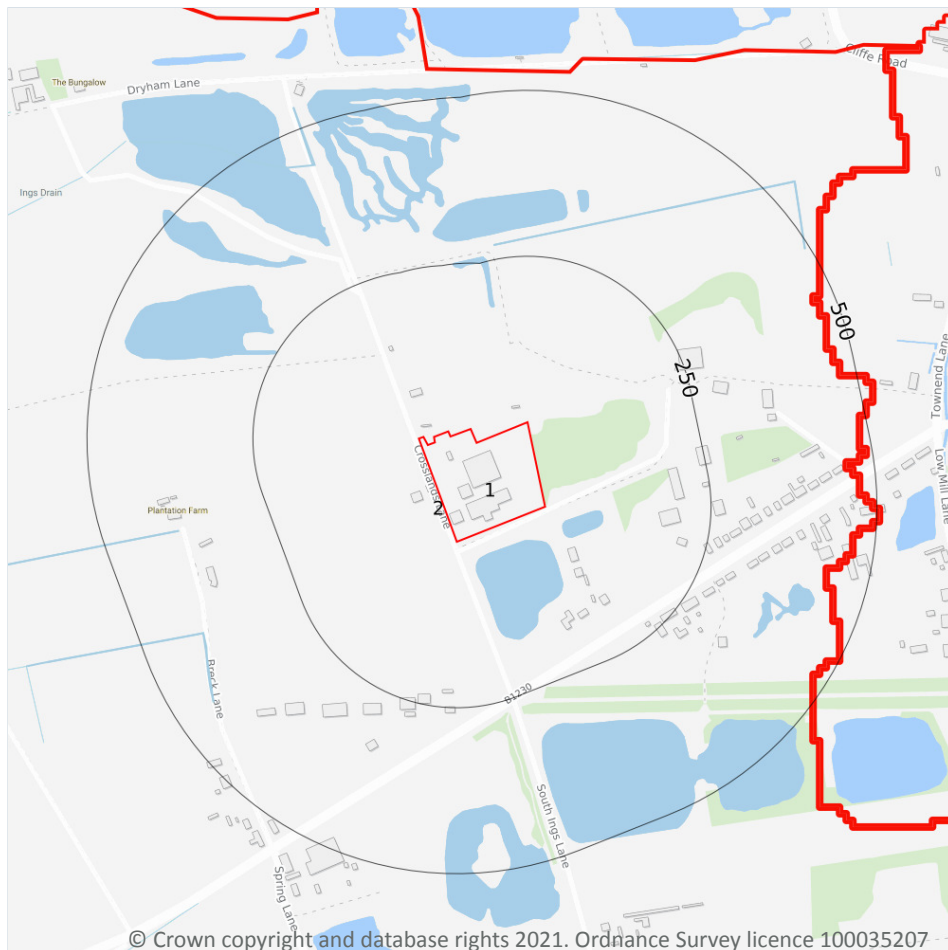 Cliffe Road
The Bungalow
Dryham Lane
Ings Drain
500
250
Townend Lane
Crosslands Lane
1
2
Low Mill Lane
Plantation Farm
Breck Lane
B1230
South Ings Lane
Spring Lane
© Crown copyright and database rights 2021. Ordnance Survey licence 100035207